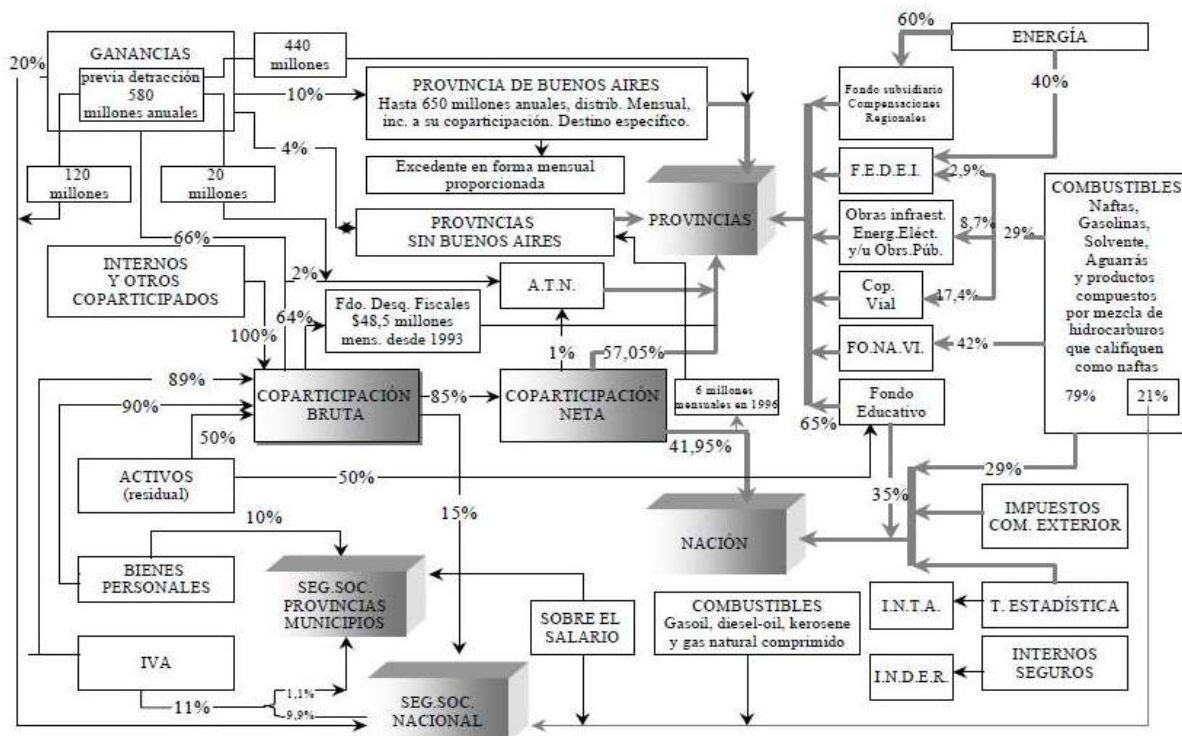 20%
GANANCIAS
previa detracción
580
millones anuales
440
millones
10%
4%
PROVINCIA DE BUENOS AIRES
Hasta 650 millones anuales, distrib. Mensual,
inc. a su coparticipación. Destino específico.
Excedente en forma mensual
proporcionada
120
millones
20
millones
66%
PROVINCIAS
SIN BUENOS AIRES
PROVINCIAS
INTERNOS
Y OTROS
COPARTICIPADOS
2%
A.T.N.
64%
Fdo. Desq. Fiscales
$48,5 millones
mens. desde 1993
100%
1%
57,05%
89%
90%
COPARTICIPACIÓN
BRUTA
85%
COPARTICIPACIÓN
NETA
6 millones
mensuales en 1996
41,95%
50%
ACTIVOS
(residual)
50%
15%
10%
BIENES
PERSONALES
SEG.SOC.
PROVINCIAS
MUNICIPIOS
IVA
11%
1,1%
9,9%
SEG.SOC.
NACIONAL
SOBRE EL
SALARIO
COMBUSTIBLES
Gasoil, diesel-oil, kerosene
y gas natural comprimido
NACIÓN
60%
ENERGÍA
40%
Fondo subsidiario
Compensaciones
Regionales
F.E.D.E.I.
2,9%
Obras infraest.
Energ.Eléct.
y/u Obrs.Púb.
8,7%
29%
Cop.
Vial
17,4%
FO.NA.VI.
42%
Fondo
Educativo
65%
35%
COMBUSTIBLES
Naftas,
Gasolinas,
Solvente,
Aguarrás
y productos
compuestos
por mezcla de
hidrocarburos
que califiquen
como naftas
79%
21%
29%
IMPUESTOS
COM. EXTERIOR
I.N.T.A.
T. ESTADÍSTICA
I.N.D.E.R.
INTERNOS
SEGUROS